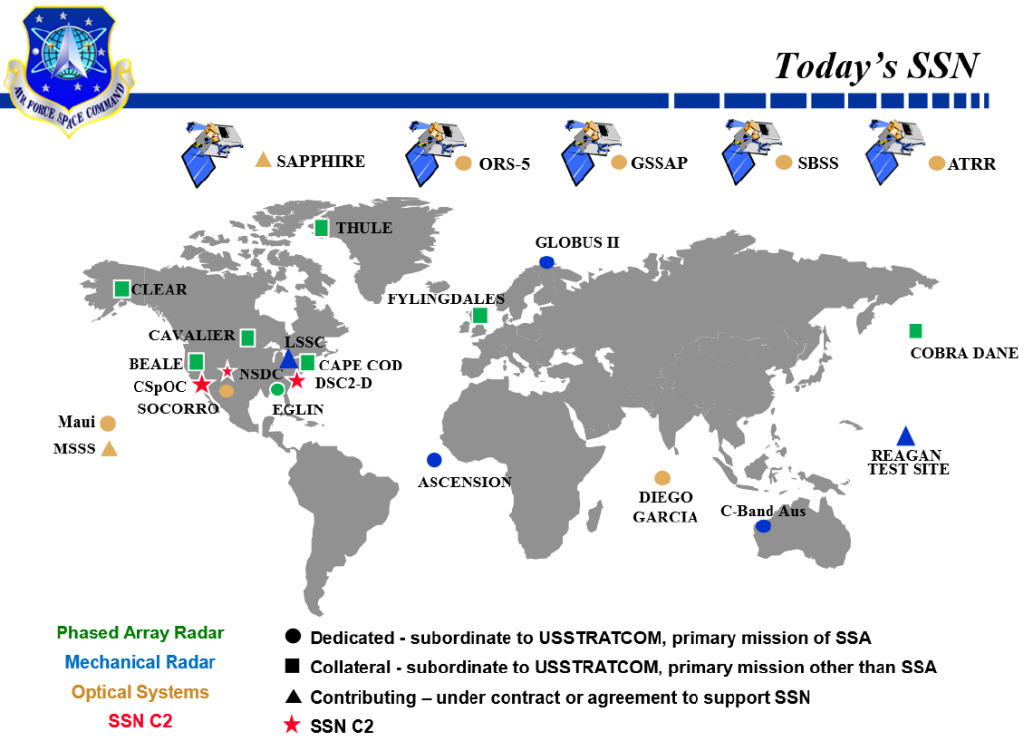 Today's SSN
AIR FORCE SPACE COMMAND
SAPPHIRE
ORS-5
GSSAP
SBSS
ATRR
THULE
GLOBUS II
CLEAR
FYLINGDALES
CAVALIER
LSSC
COBRA DANE
BEALE
NSDC
CAPE COD
CSpOC
DSC2-D
SOCORRO
EGLIN
Maui
MSSS
REAGAN
TEST SITE
ASCENSION
DIEGO
GARCIA
C-Band Aus
Phased Array Radar
Mechanical Radar
Optical Systems
SSN C2
Dedicated - subordinate to USSTRATCOM, primary mission of SSA
Collateral - subordinate to USSTRATCOM, primary mission other than SSA
Contributing – under contract or agreement to support SSN
SSN C2